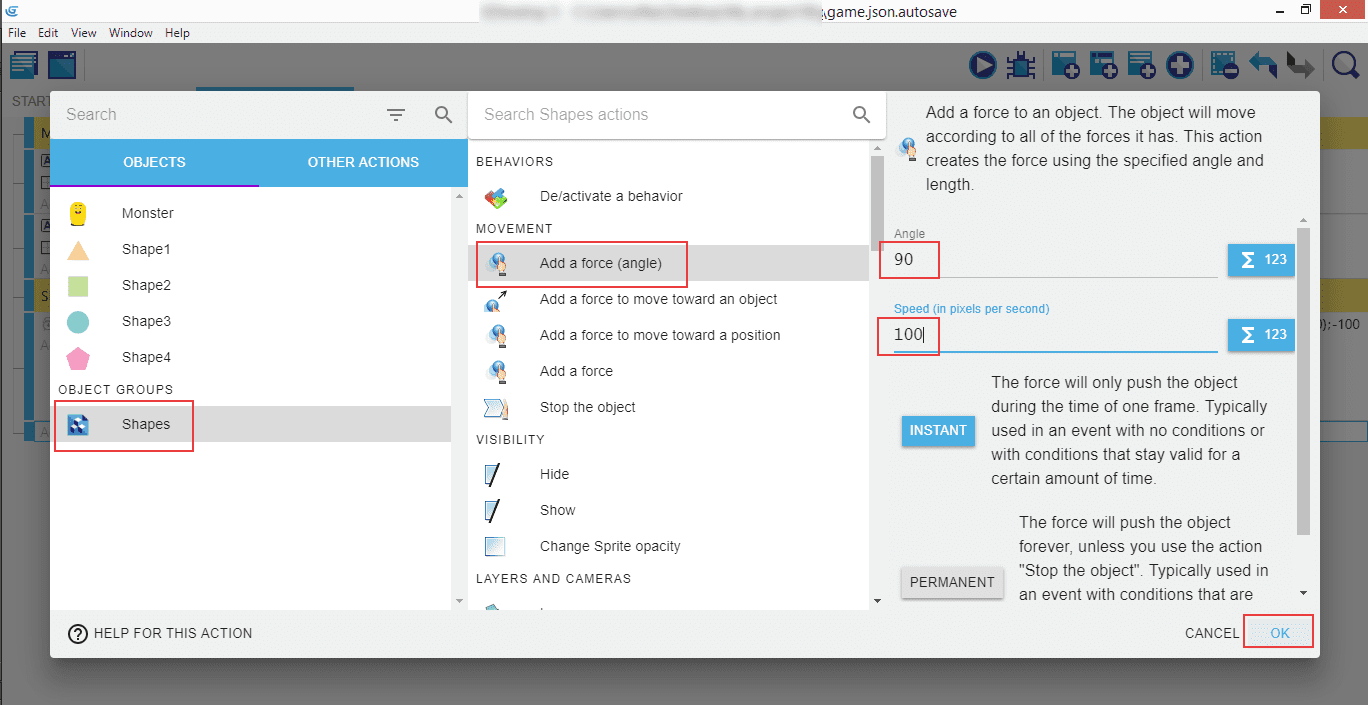 \game.json.autosave
File Edit View Window Help
START
Search
Search Shapes actions
OBJECTS
OTHER ACTIONS
Monster
Shape1
Shape2
Shape3
Shape4
OBJECT GROUPS
Shapes
BEHAVIORS
De/activate a behavior
MOVEMENT
Add a force (angle)
Add a force to move toward an object
Add a force to move toward a position
Add a force
Stop the object
VISIBILITY
Hide
Show
Change Sprite opacity
LAYERS AND CAMERAS
Add a force to an object. The object will move
according to all of the forces it has. This action
creates the force using the specified angle and
length.
Angle
90
Σ 123
Speed (in pixels per second)
100
Σ 123
INSTANT
The force will only push the object
during the time of one frame. Typically
used in an event with no conditions or
with conditions that stay valid for a
certain amount of time.
PERMANENT
The force will push the object
forever, unless you use the action
"Stop the object". Typically used in
an event with conditions that are
);-100
HELP FOR THIS ACTION
CANCEL
OK